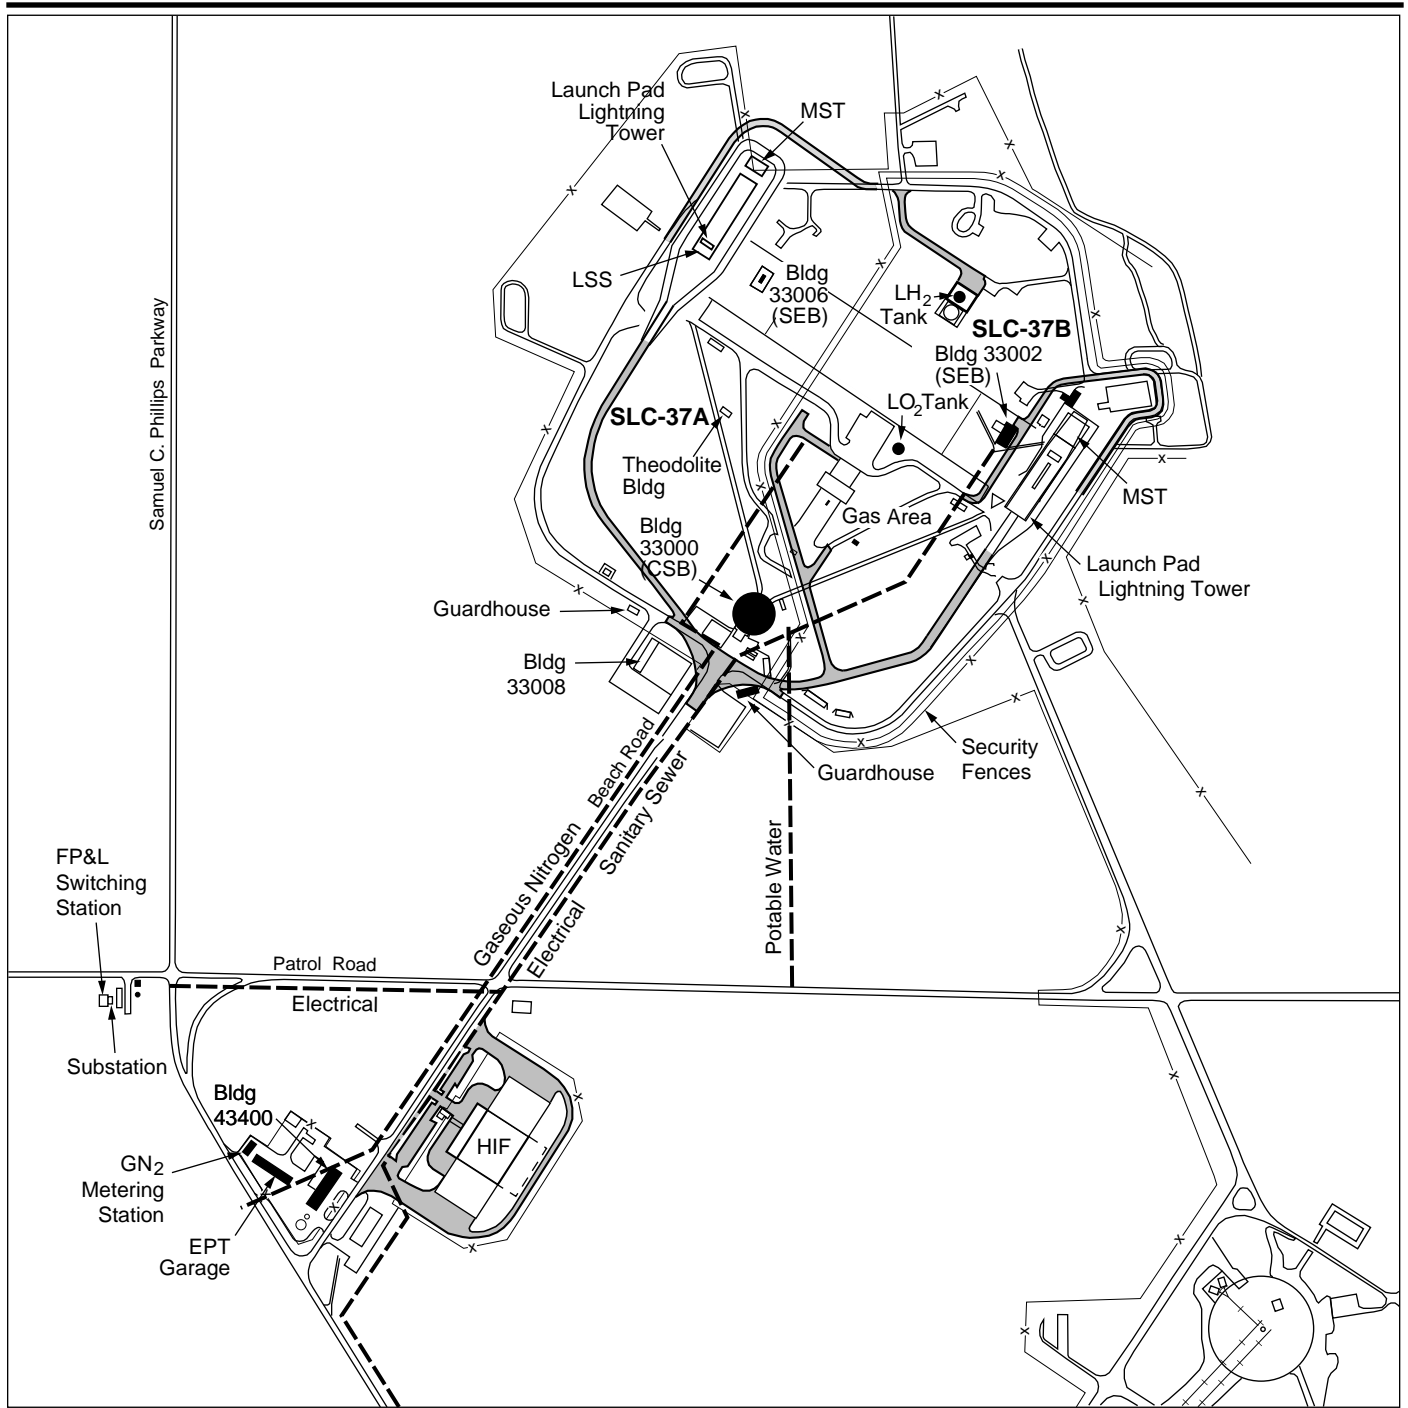 Launch Pad
Lightning
Tower
MST
LSS
Bldg
33006
(SEB)
LH2
Tank
SLC-37B
Bldg 33002
(SEB)
LO2Tank
SLC-37A
Theodolite
Bldg
Gas Area
MST
Bldg
33000
(CSB)
Launch Pad
Lightning Tower
Guardhouse
Bldg
33008
Security
Fences
Guardhouse
Samuel C. Phillips Parkway
Beach Road
Sanitary Sewer
Gaseous Nitrogen
Electrical
Potable Water
FP&L
Switching
Station
Patrol Road
Electrical
Substation
Bldg
43400
HIF
GN2
Metering
Station
EPT
Garage